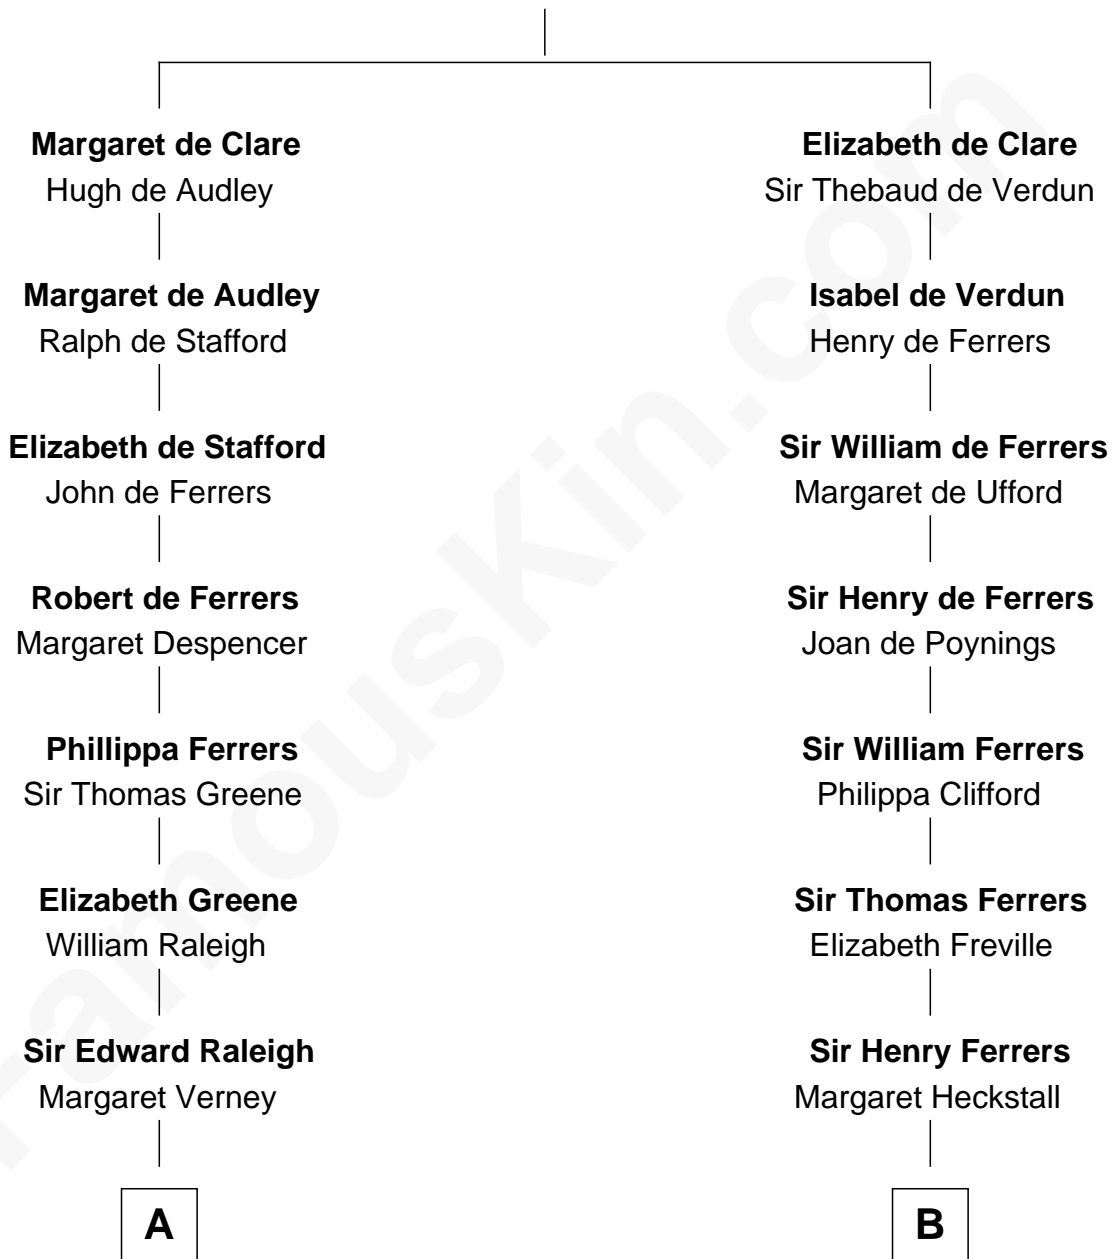 Margaret de Clare
Hugh de Audley
Margaret de Audley
Ralph de Stafford
Elizabeth de Stafford
John de Ferrers
Robert de Ferrers
Margaret Despencer
Phillippa Ferrers
Sir Thomas Greene
Elizabeth Greene
William Raleigh
Sir Edward Raleigh
Margaret Verney
A
Elizabeth de Clare
Sir Thebaud de Verdun
Isabel de Verdun
Henry de Ferrers
Sir William de Ferrers
Margaret de Ufford
Sir Henry de Ferrers
Joan de Poynings
Sir William Ferrers
Philippa Clifford
Sir Thomas Ferrers
Elizabeth Freville
Sir Henry Ferrers
Margaret Heckstall
B
FamousKin.com